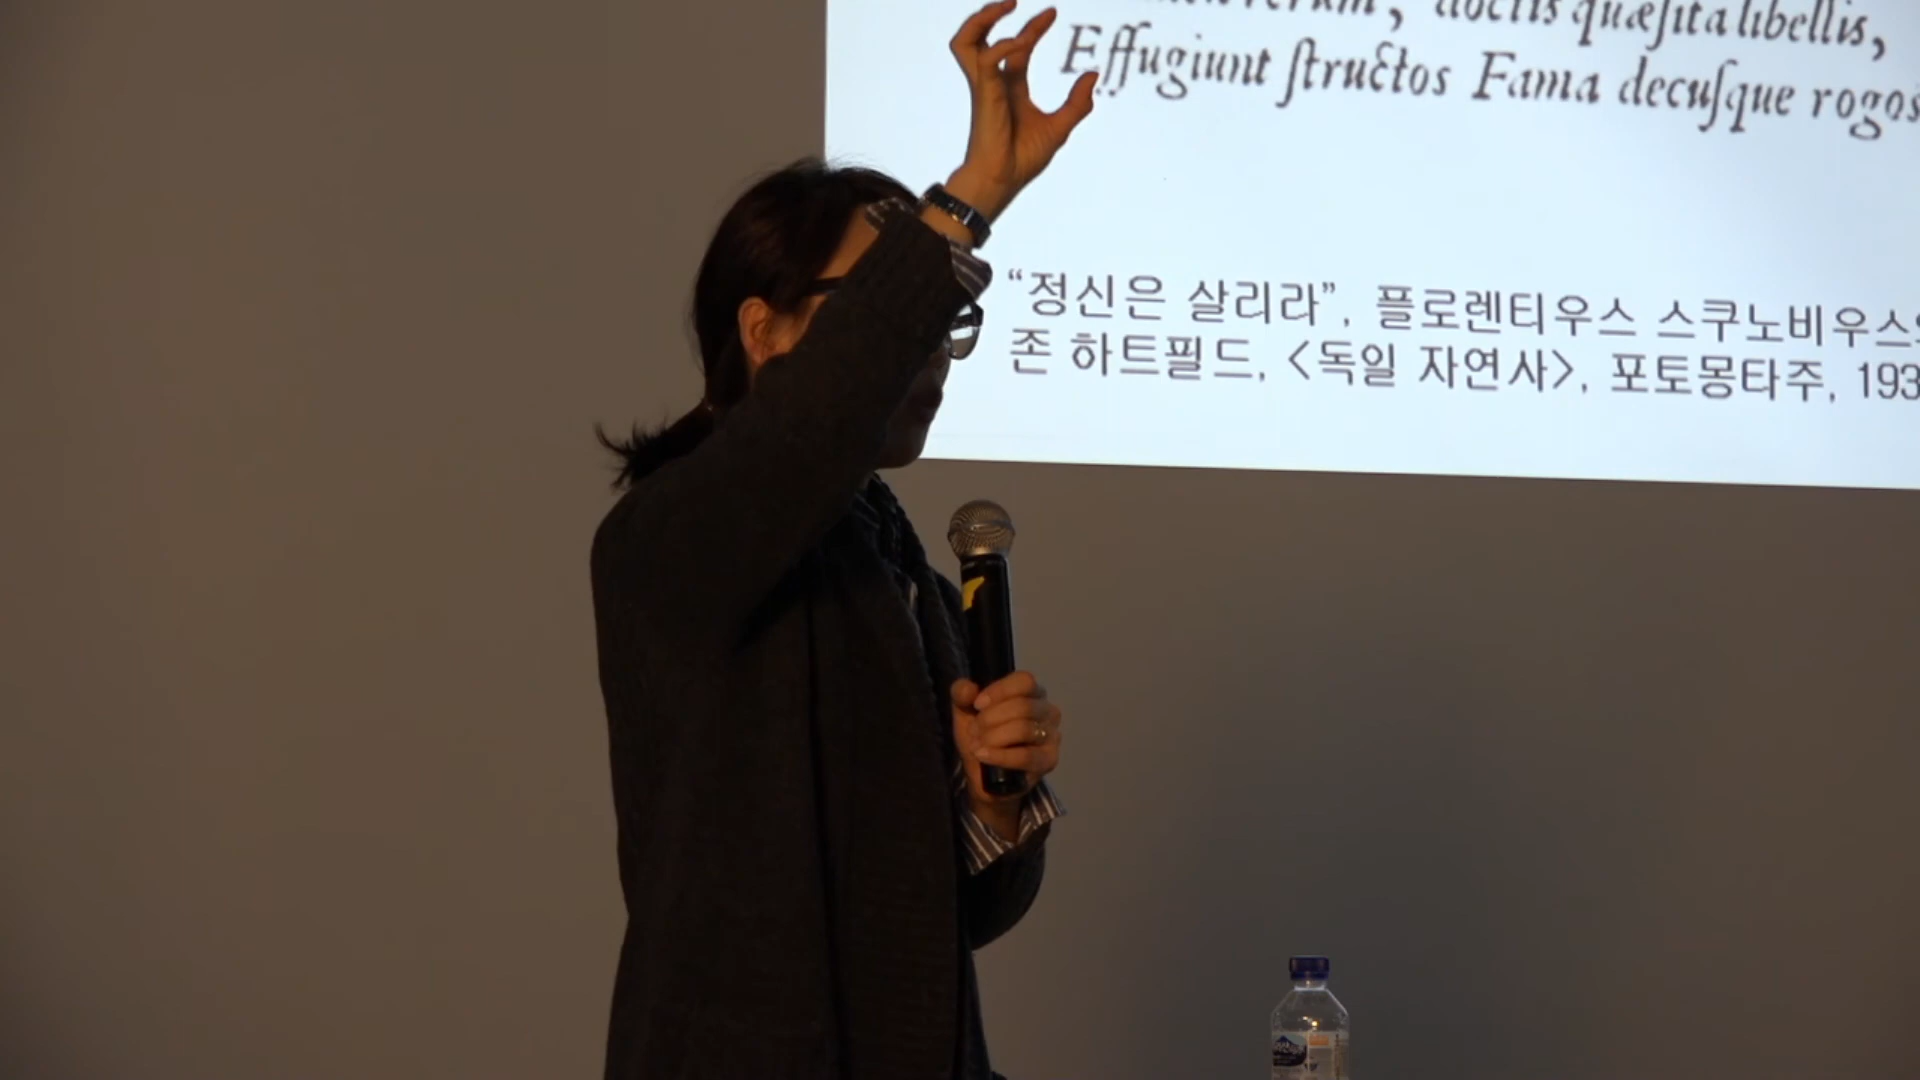 doctis quæſita libellis,
Effugiunt ſtructos Fama decuſque rogos
“정신은 살리라”, 플로렌티우스 스쿠노비우스
존 하트필드, <독일 자연사>, 포토몽타주, 193